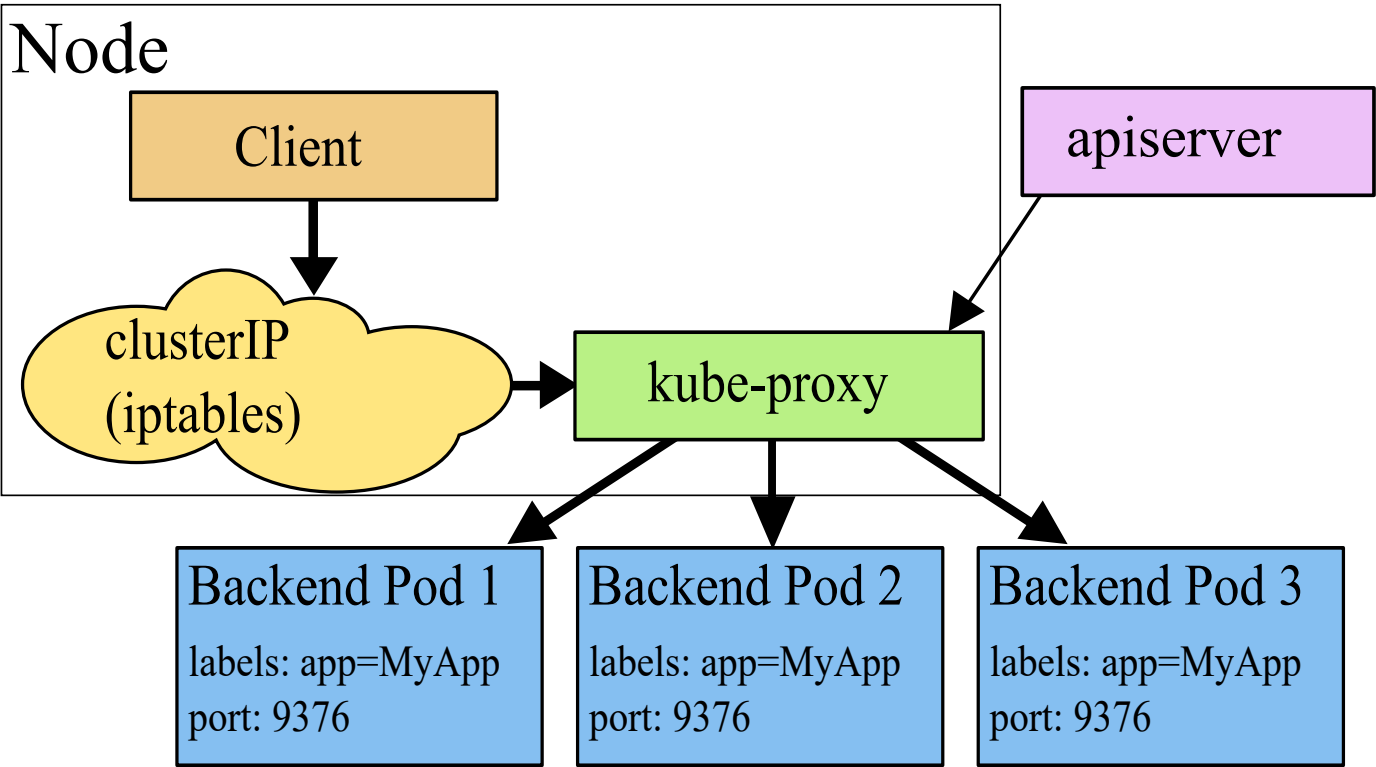 Node
Client
apiserver
clusterIP
(iptables)
kube-proxy
Backend Pod 1
labels: app=MyApp
port: 9376
Backend Pod 2
labels: app=MyApp
port: 9376
Backend Pod 3
labels: app=MyApp
port: 9376